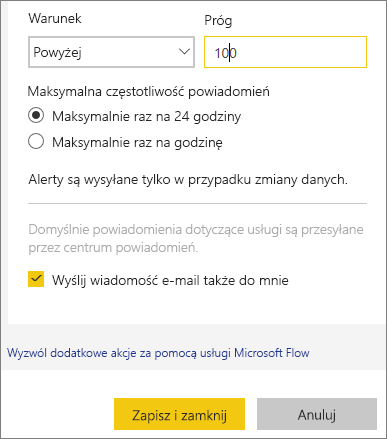 Warunek
Próg
Powyżej
100
Maksymalna częstotliwość powiadomień
Maksymalnie raz na 24 godziny
Maksymalnie raz na godzinę
Alerty są wysyłane tylko w przypadku zmiany danych.
Domyślnie powiadomienia dotyczące usługi są przesyłane
przez centrum powiadomień.
Wyślij wiadomość e-mail także do mnie
Wyzwól dodatkowe akcje za pomocą usługi Microsoft Flow
Zapisz i zamknij
Anuluj